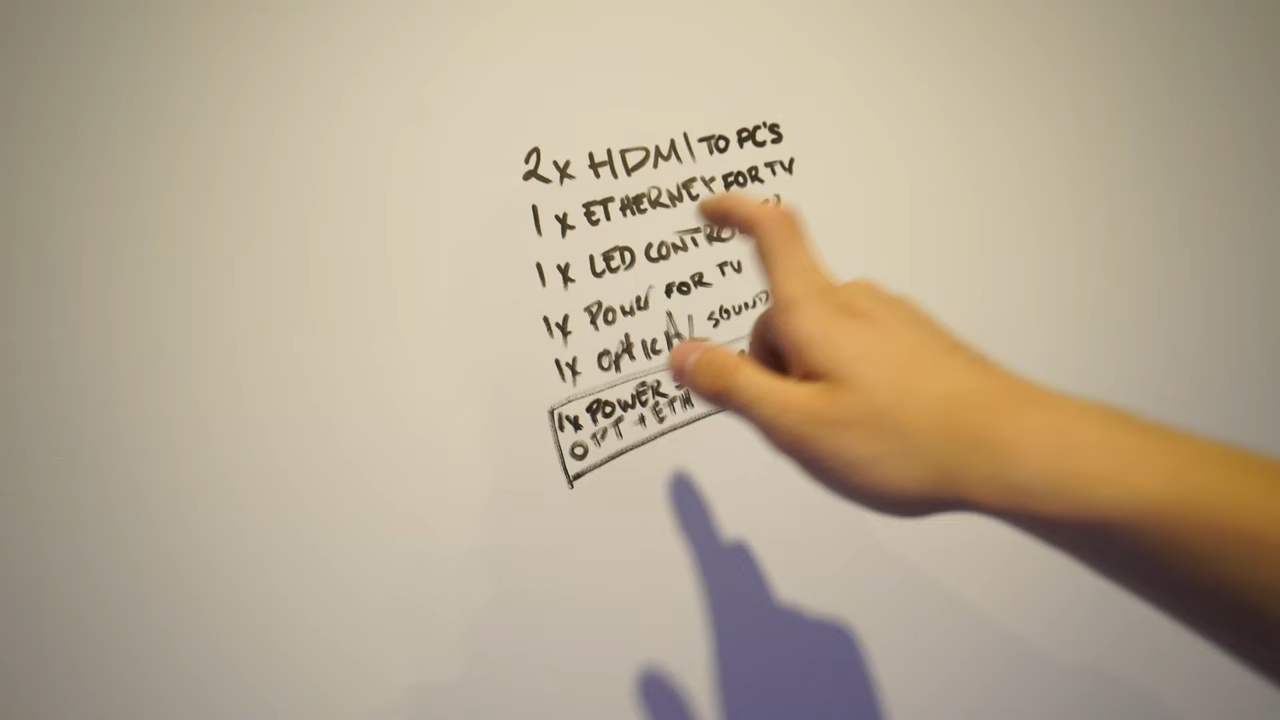 2x HDMI TO PC'S
1x ETHERNET FOR TV
1x LED
1x POWER FOR TV
1x OPTICAL SOUND
1x POWER
OPT + ETH